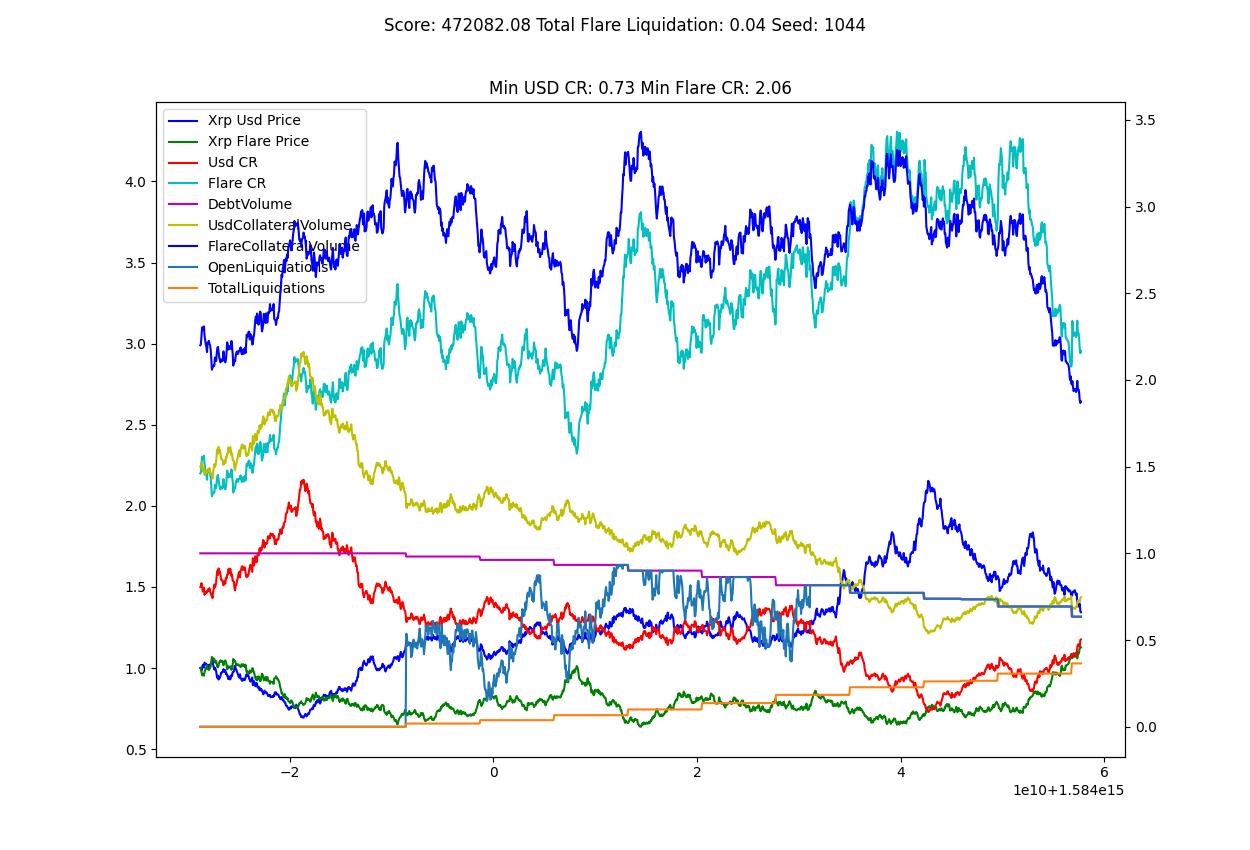 Score: 472082.08 Total Flare Liquidation: 0.04 Seed: 1044
Min USD CR: 0.73 Min Flare CR: 2.06
Xrp Usd Price
Xrp Flare Price
Usd CR
Flare CR
DebtVolume
UsdCollateralVolume
FlareCollateralVolume
OpenLiquidations
TotalLiquidations
4.0
3.5
3.0
2.5
2.0
1.5
1.0
0.5
3.5
3.0
2.5
2.0
1.5
1.0
0.5
0.0
−2 0 2 4 6
1e10+1.584e15